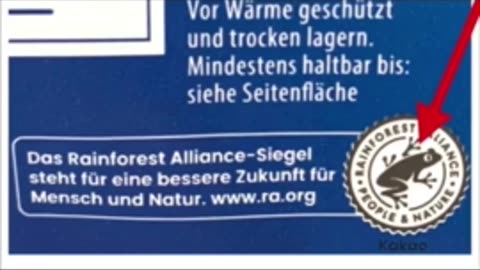 Vor Wärme geschützt
und trocken lagern.
Mindestens haltbar bis:
siehe Seitenfläche
Das Rainforest Alliance-Siegel
steht für eine bessere Zukunft für
Mensch und Natur. www.ra.org
RAINFOREST ALLIANCE
PEOPLE & NATURE
Kakao